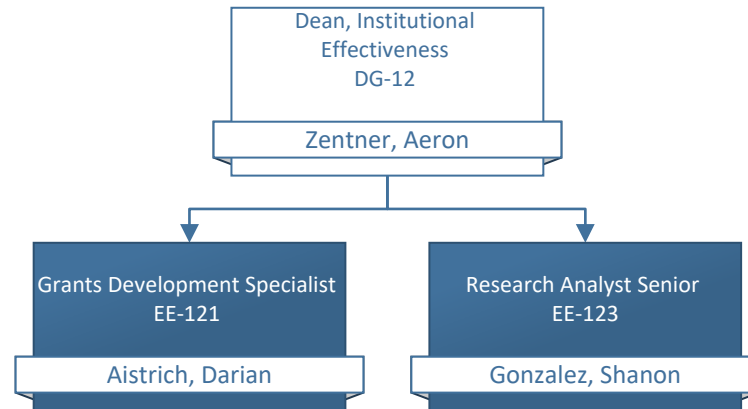 Dean, Institutional
Effectiveness
DG-12
Zentner, Aeron
Grants Development Specialist
EE-121
Aistrich, Darian
Research Analyst Senior
EE-123
Gonzalez, Shanon